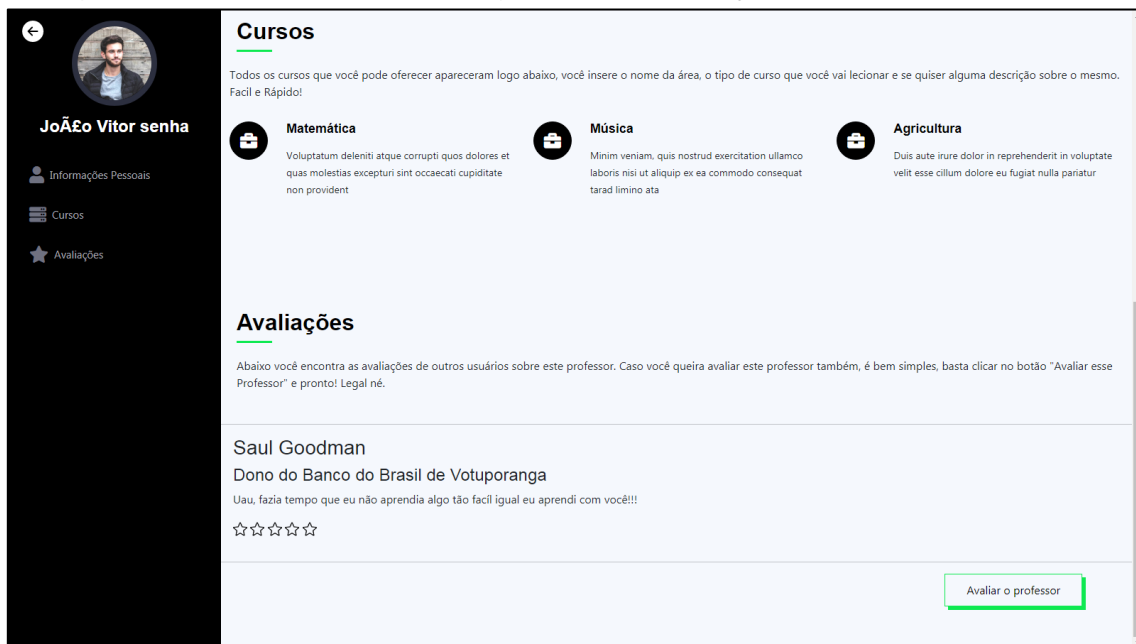 JoÃ£o Vitor senha
Informações Pessoais
Cursos
Avaliações
Cursos
Todos os cursos que você pode oferecer apareceram logo abaixo, você insere o nome da área, o tipo de curso que você vai lecionar e se quiser alguma descrição sobre o mesmo.
Facil e Rápido!
Matemática
Voluptatum deleniti atque corrupti quos dolores et
quas molestias excepturi sint occaecati cupiditate
non provident
Música
Minim veniam, quis nostrud exercitation ullamco
laboris nisi ut aliquip ex ea commodo consequat
tarad limino ata
Agricultura
Duis aute irure dolor in reprehenderit in voluptate
velit esse cillum dolore eu fugiat nulla pariatur
Avaliações
Abaixo você encontra as avaliações de outros usuários sobre este professor. Caso você queira avaliar este professor também, é bem simples, basta clicar no botão "Avaliar esse
Professor" e pronto! Legal né.
Saul Goodman
Dono do Banco do Brasil de Votuporanga
Uau, fazia tempo que eu não aprendia algo tão facíl igual eu aprendi com você!!!
Avaliar o professor